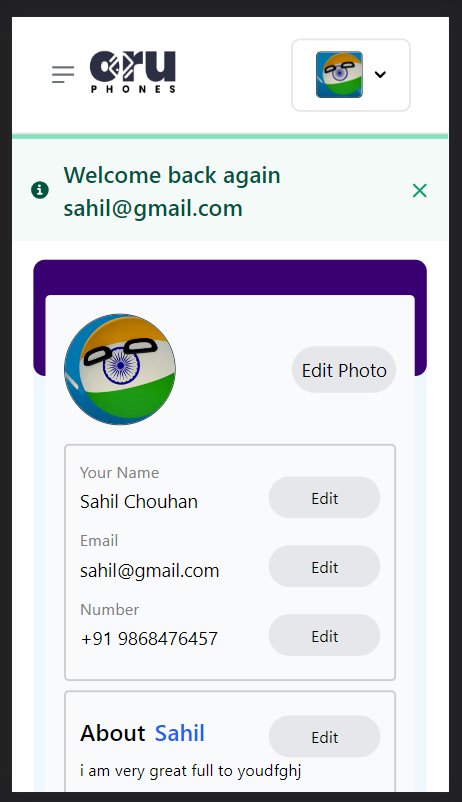 oru
PHONES
Welcome back again
sahil@gmail.com
Edit Photo
Your Name
Sahil Chouhan
Edit
Email
sahil@gmail.com
Edit
Number
+91 9868476457
Edit
About Sahil
Edit
i am very great full to youdfghj